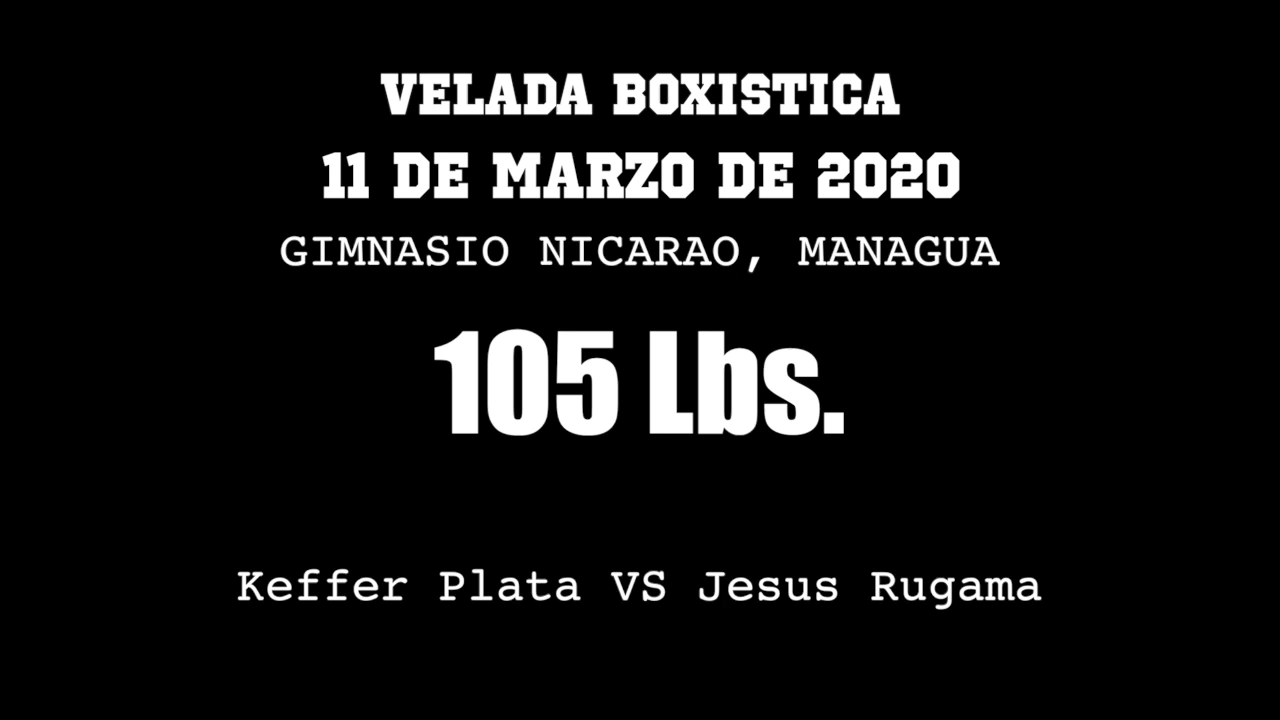 VELADA BOXISTICA
11 DE MARZO DE 2020
GIMNASIO NICARAO, MANAGUA
105 Lbs.
Keffer Plata VS Jesus Rugama